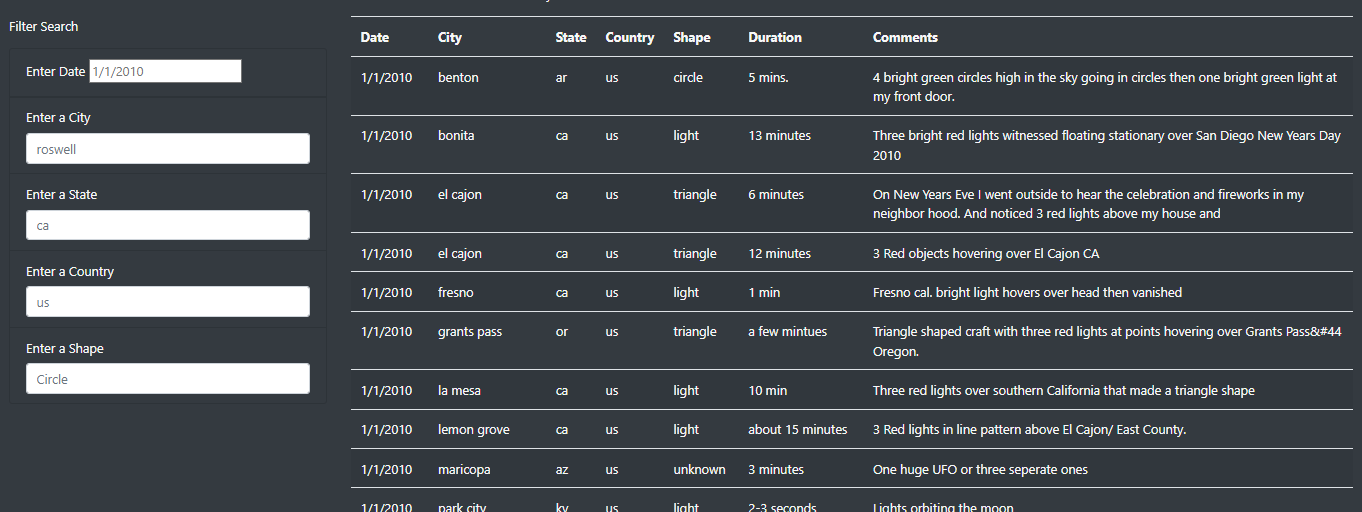 Filter Search
Enter Date 1/1/2010
Enter a City
roswell
Enter a State
ca
Enter a Country
us
Enter a Shape
Circle
Date City State Country Shape Duration Comments
1/1/2010 benton ar us circle 5 mins. 4 bright green circles high in the sky going in circles then one bright green light at
my front door.
1/1/2010 bonita ca us light 13 minutes Three bright red lights witnessed floating stationary over San Diego New Years Day
2010
1/1/2010 el cajon ca us triangle 6 minutes On New Years Eve I went outside to hear the celebration and fireworks in my
neighbor hood. And noticed 3 red lights above my house and
1/1/2010 el cajon ca us triangle 12 minutes 3 Red objects hovering over El Cajon CA
1/1/2010 fresno ca us light 1 min Fresno cal. bright light hovers over head then vanished
1/1/2010 grants pass or us triangle a few mintues Triangle shaped craft with three red lights at points hovering over Grants Pass&#44
Oregon.
1/1/2010 la mesa ca us light 10 min Three red lights over southern California that made a triangle shape
1/1/2010 lemon grove ca us light about 15 minutes 3 Red lights in line pattern above El Cajon/ East County.
1/1/2010 maricopa az us unknown 3 minutes One huge UFO or three seperate ones
1/1/2010 park city ky us light 2-3 seconds Lights orbiting the moon